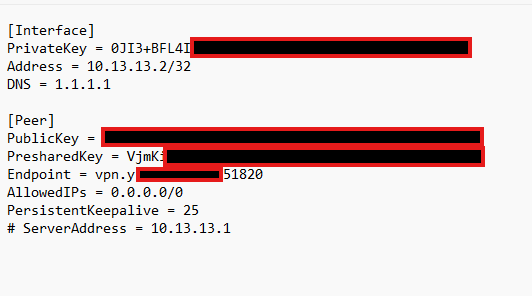 [Interface]
PrivateKey = 0JI3+BFL4I
Address = 10.13.13.2/32
DNS = 1.1.1.1
[Peer]
PublicKey =
PresharedKey = VjmKi
Endpoint = vpn.y 51820
AllowedIPs = 0.0.0.0/0
PersistentKeepalive = 25
# ServerAddress = 10.13.13.1